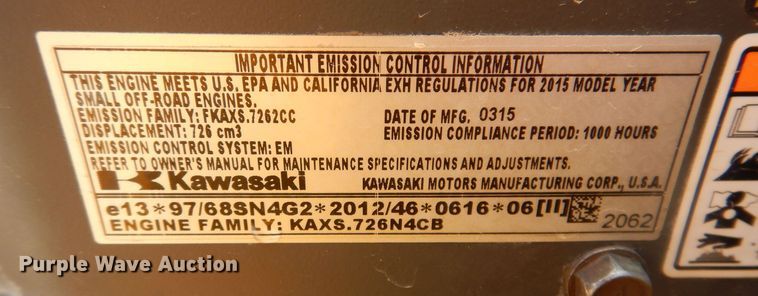 IMPORTANT EMISSION CONTROL INFORMATION
THIS ENGINE MEETS U.S. EPA AND CALIFORNIA EXH REGULATIONS FOR 2015 MODEL YEAR
SMALL OFF-ROAD ENGINES.
EMISSION FAMILY: FKAXS.7262CC DATE OF MFG. 0315
DISPLACEMENT: 726 cm3 EMISSION COMPLIANCE PERIOD: 1000 HOURS
EMISSION CONTROL SYSTEM: EM
REFER TO OWNER'S MANUAL FOR MAINTENANCE SPECIFICATIONS AND ADJUSTMENTS.
Kawasaki KAWASAKI MOTORS MANUFACTURING CORP., U.S.A.
e13*97/68SN4G2*2012/46*0616*06[II]
ENGINE FAMILY: KAXS.726N4CB 2062
Purple Wave Auction